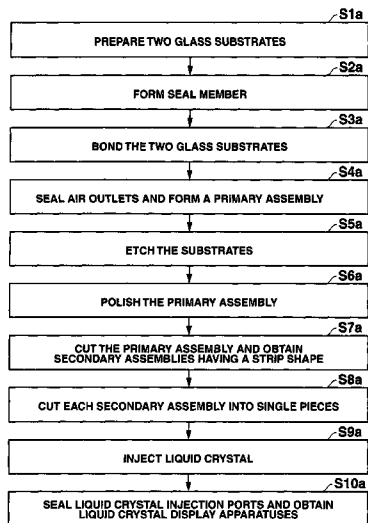 S1a
PREPARE TWO GLASS SUBSTRATES
S2a
FORM SEAL MEMBER
S3a
BOND THE TWO GLASS SUBSTRATES
S4a
SEAL AIR OUTLETS AND FORM A PRIMARY ASSEMBLY
S5a
ETCH THE SUBSTRATES
S6a
POLISH THE PRIMARY ASSEMBLY
S7a
CUT THE PRIMARY ASSEMBLY AND OBTAIN
SECONDARY ASSEMBLIES HAVING A STRIP SHAPE
S8a
CUT EACH SECONDARY ASSEMBLY INTO SINGLE PIECES
S9a
INJECT LIQUID CRYSTAL
S10a
SEAL LIQUID CRYSTAL INJECTION PORTS AND OBTAIN
LIQUID CRYSTAL DISPLAY APPARATUSES